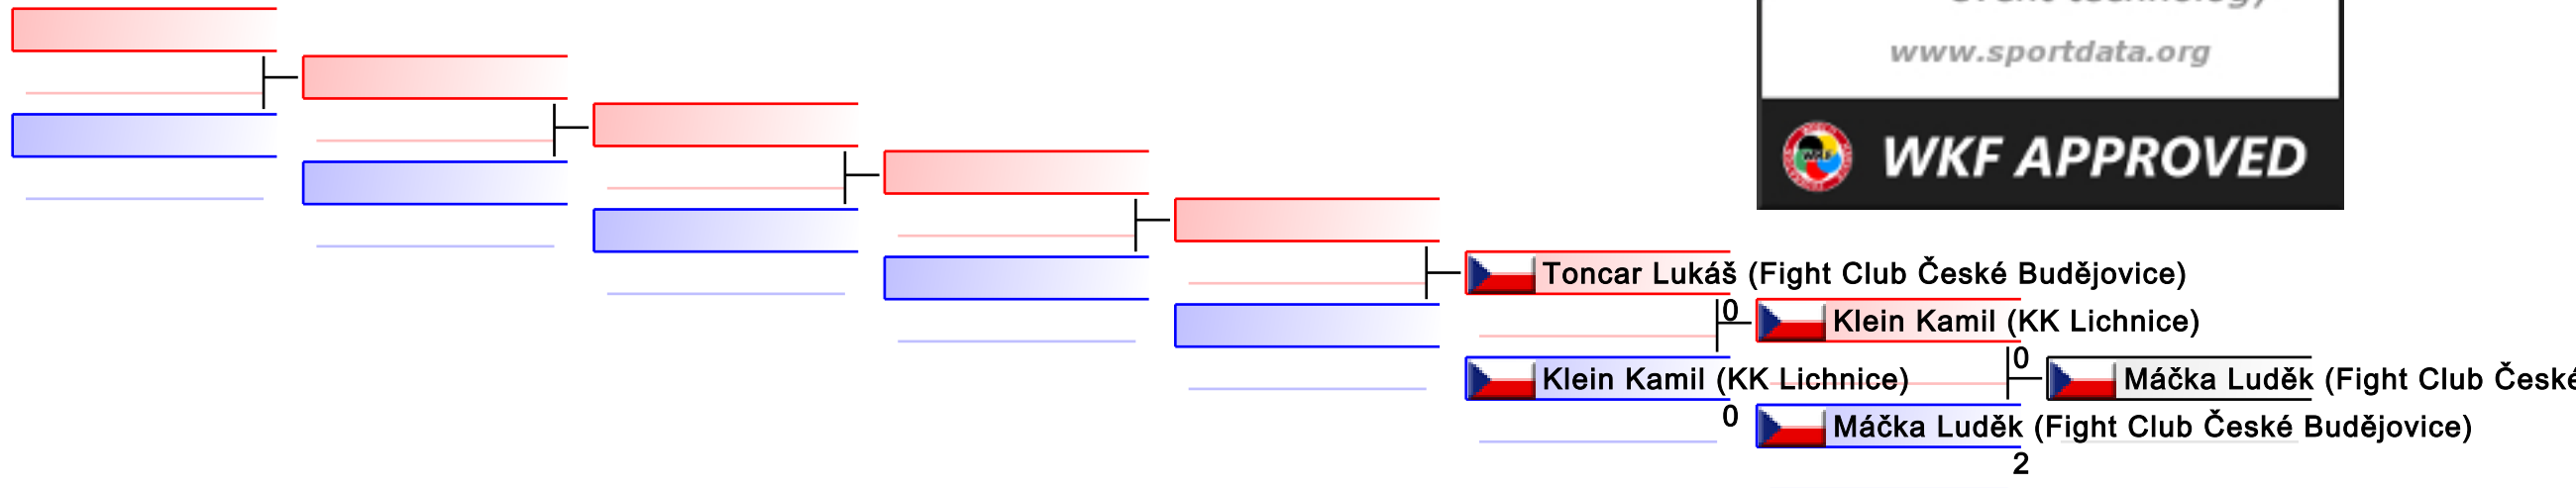 www.sportdata.org
WKF APPROVED
Toncar Lukáš (Fight Club České Budějovice)
0
Klein Kamil (KK Lichnice)
0
Klein Kamil (KK Lichnice)
Máčka Luděk (Fight Club České
0
Máčka Luděk (Fight Club České Budějovice)
2